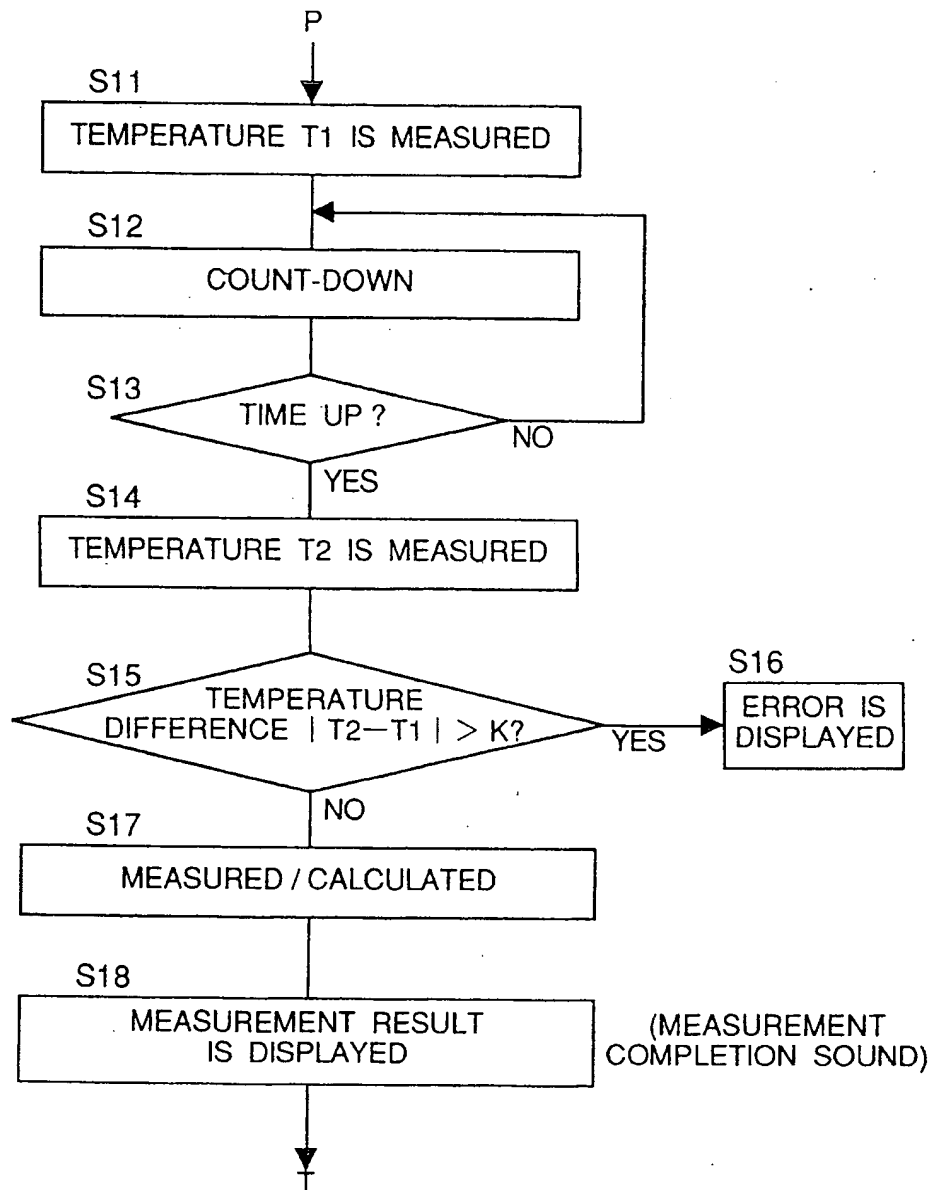 P
S11
TEMPERATURE T1 IS MEASURED
S12
COUNT-DOWN
S13
TIME UP ?
NO
YES
S14
TEMPERATURE T2 IS MEASURED
S15
TEMPERATURE
DIFFERENCE | T2−T1 | > K?
YES
S16
ERROR IS
DISPLAYED
NO
S17
MEASURED / CALCULATED
S18
MEASUREMENT RESULT
IS DISPLAYED
(MEASUREMENT
COMPLETION SOUND)